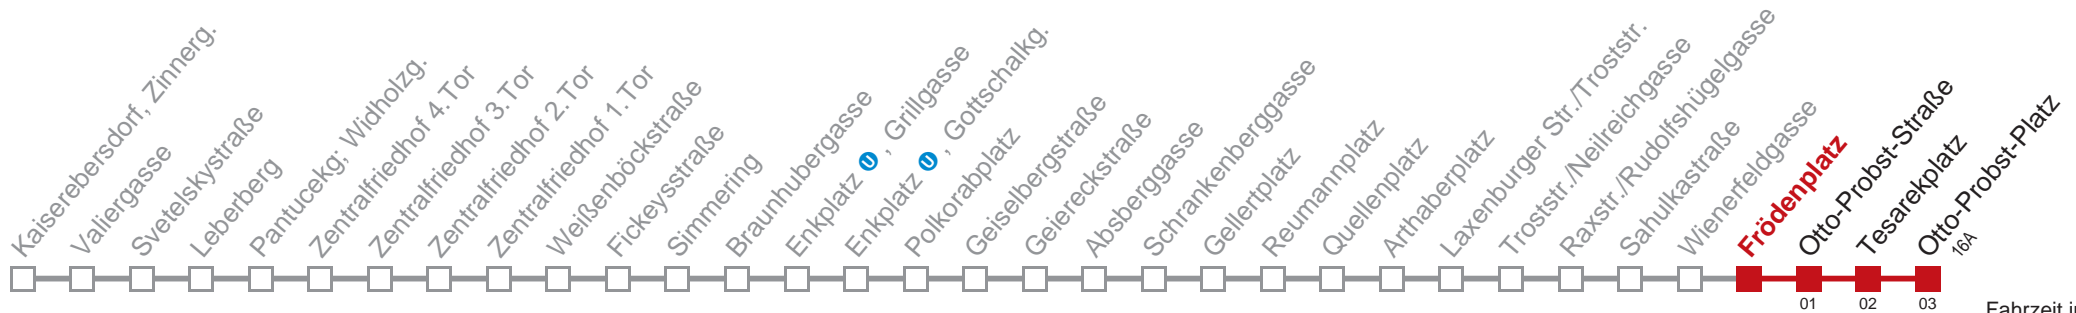 Kaiserebersdorf, Zinnerg.
Valiergasse
Svetelskystraße
Leberberg
Pantucekg; Widholzg.
Zentralfriedhof 4.Tor
Zentralfriedhof 3.Tor
Zentralfriedhof 2.Tor
Zentralfriedhof 1.Tor
Weißenböckstraße
Fickeysstraße
Simmering
Braunhubergasse
Enkplatz U , Grillgasse
Enkplatz U , Gottschalkg.
Polkorabplatz
Geiselbergstraße
Geiereckstraße
Absberggasse
Schrankenberggasse
Gellertplatz
Reumannplatz
Quellenplatz
Arthaberplatz
Laxenburger Str./Troststr.
Troststr./Neilreichgasse
Raxstr./Rudolfshügelgasse
Sahulkastraße
Wienerfeldgasse
Frödenplatz
Otto-Probst-Straße
Tesarekplatz
Otto-Probst-Platz
16A
01
02
03
Fahrzeit i